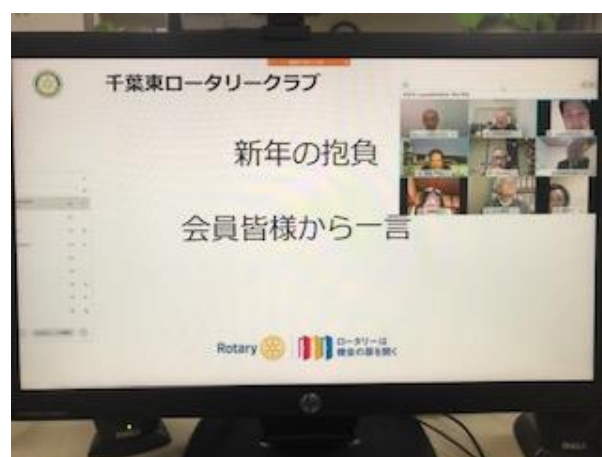 千葉東ロータリークラブ
新年の抱負
会員皆様から一言
Rotary
ロータリーは
機会の扉を開く